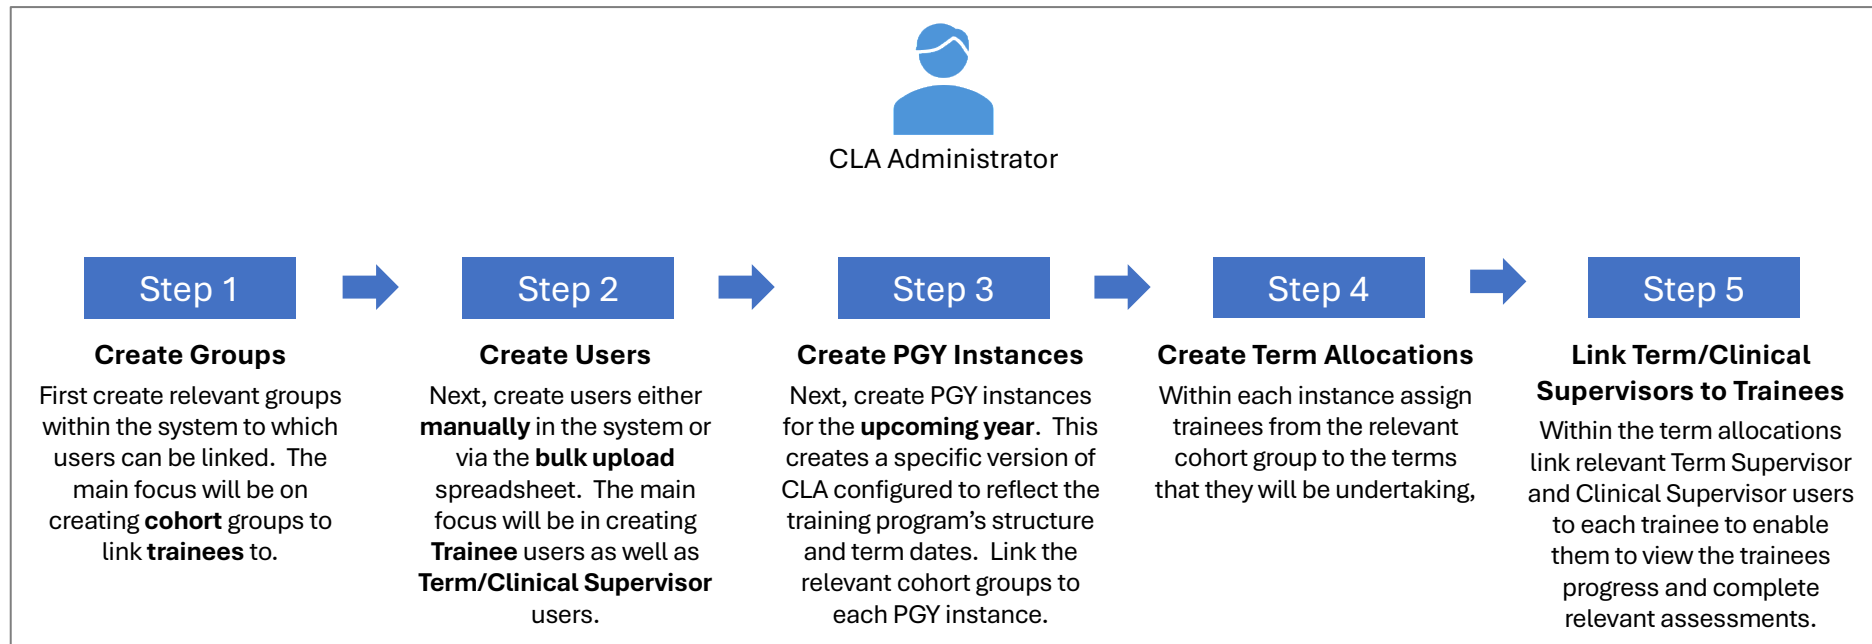 CLA Administrator
Step 1
Create Groups
First create relevant groups
within the system to which
users can be linked.  The
main focus will be on
creating cohort groups to
link trainees to.
Step 2
Create Users
Next, create users either
manually in the system or
via the bulk upload
spreadsheet.  The main
focus will be in creating
Trainee users as well as
Term/Clinical Supervisor
users.
Step 3
Create PGY Instances
Next, create PGY instances
for the upcoming year.  This
creates a specific version of
CLA configured to reflect the
training program’s structure
and term dates.  Link the
relevant cohort groups to
each PGY instance.
Step 4
Create Term Allocations
Within each instance assign
trainees from the relevant
cohort group to the terms
that they will be undertaking,
Step 5
Link Term/Clinical
Supervisors to Trainees
Within the term allocations
link relevant Term Supervisor
and Clinical Supervisor users
to each trainee to enable
them to view the trainees
progress and complete
relevant assessments.